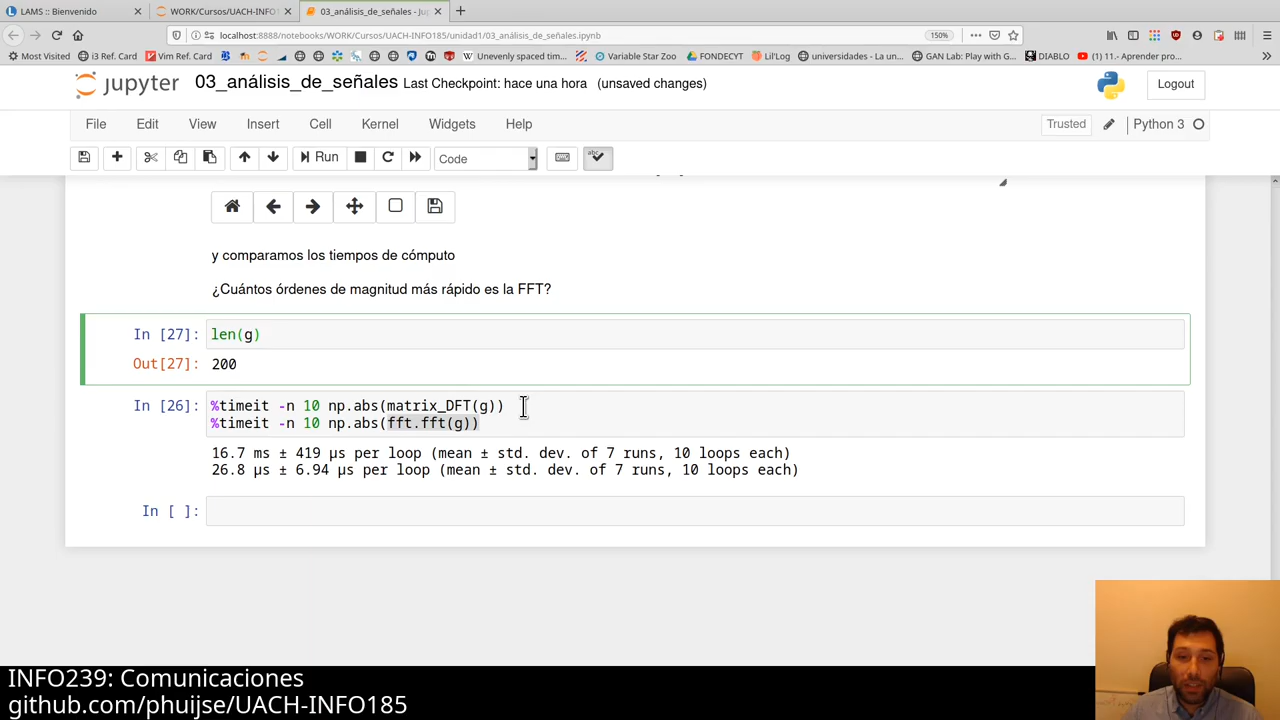 LAMS :: Bienvenido
WORK/Cursos/UACH-INFO1
03_análisis_de_señales - Jup
localhost:8888/notebooks/WORK/Cursos/UACH-INFO185/unidad1/03_análisis_de_señales.ipynb
150%
Most Visited
i3 Ref. Card
Vim Ref. Card
Unevenly spaced tim...
Variable Star Zoo
FONDECYT
Lil'Log
universidades - La un...
GAN Lab: Play with G...
DIABLO
(1) 11.- Aprender pro...
jupyter 03_análisis_de_señales Last Checkpoint: hace una hora (unsaved changes)
Logout
File Edit View Insert Cell Kernel Widgets Help
Trusted
Python 3
Run
Code
y comparamos los tiempos de cómputo
¿Cuántos órdenes de magnitud más rápido es la FFT?
In [27]: len(g)
Out[27]: 200
In [26]: %timeit -n 10 np.abs(matrix_DFT(g))
%timeit -n 10 np.abs(fft.fft(g))
16.7 ms ± 419 µs per loop (mean ± std. dev. of 7 runs, 10 loops each)
26.8 µs ± 6.94 µs per loop (mean ± std. dev. of 7 runs, 10 loops each)
In [ ]:
INFO239: Comunicaciones
github.com/phuijse/UACH-INFO185